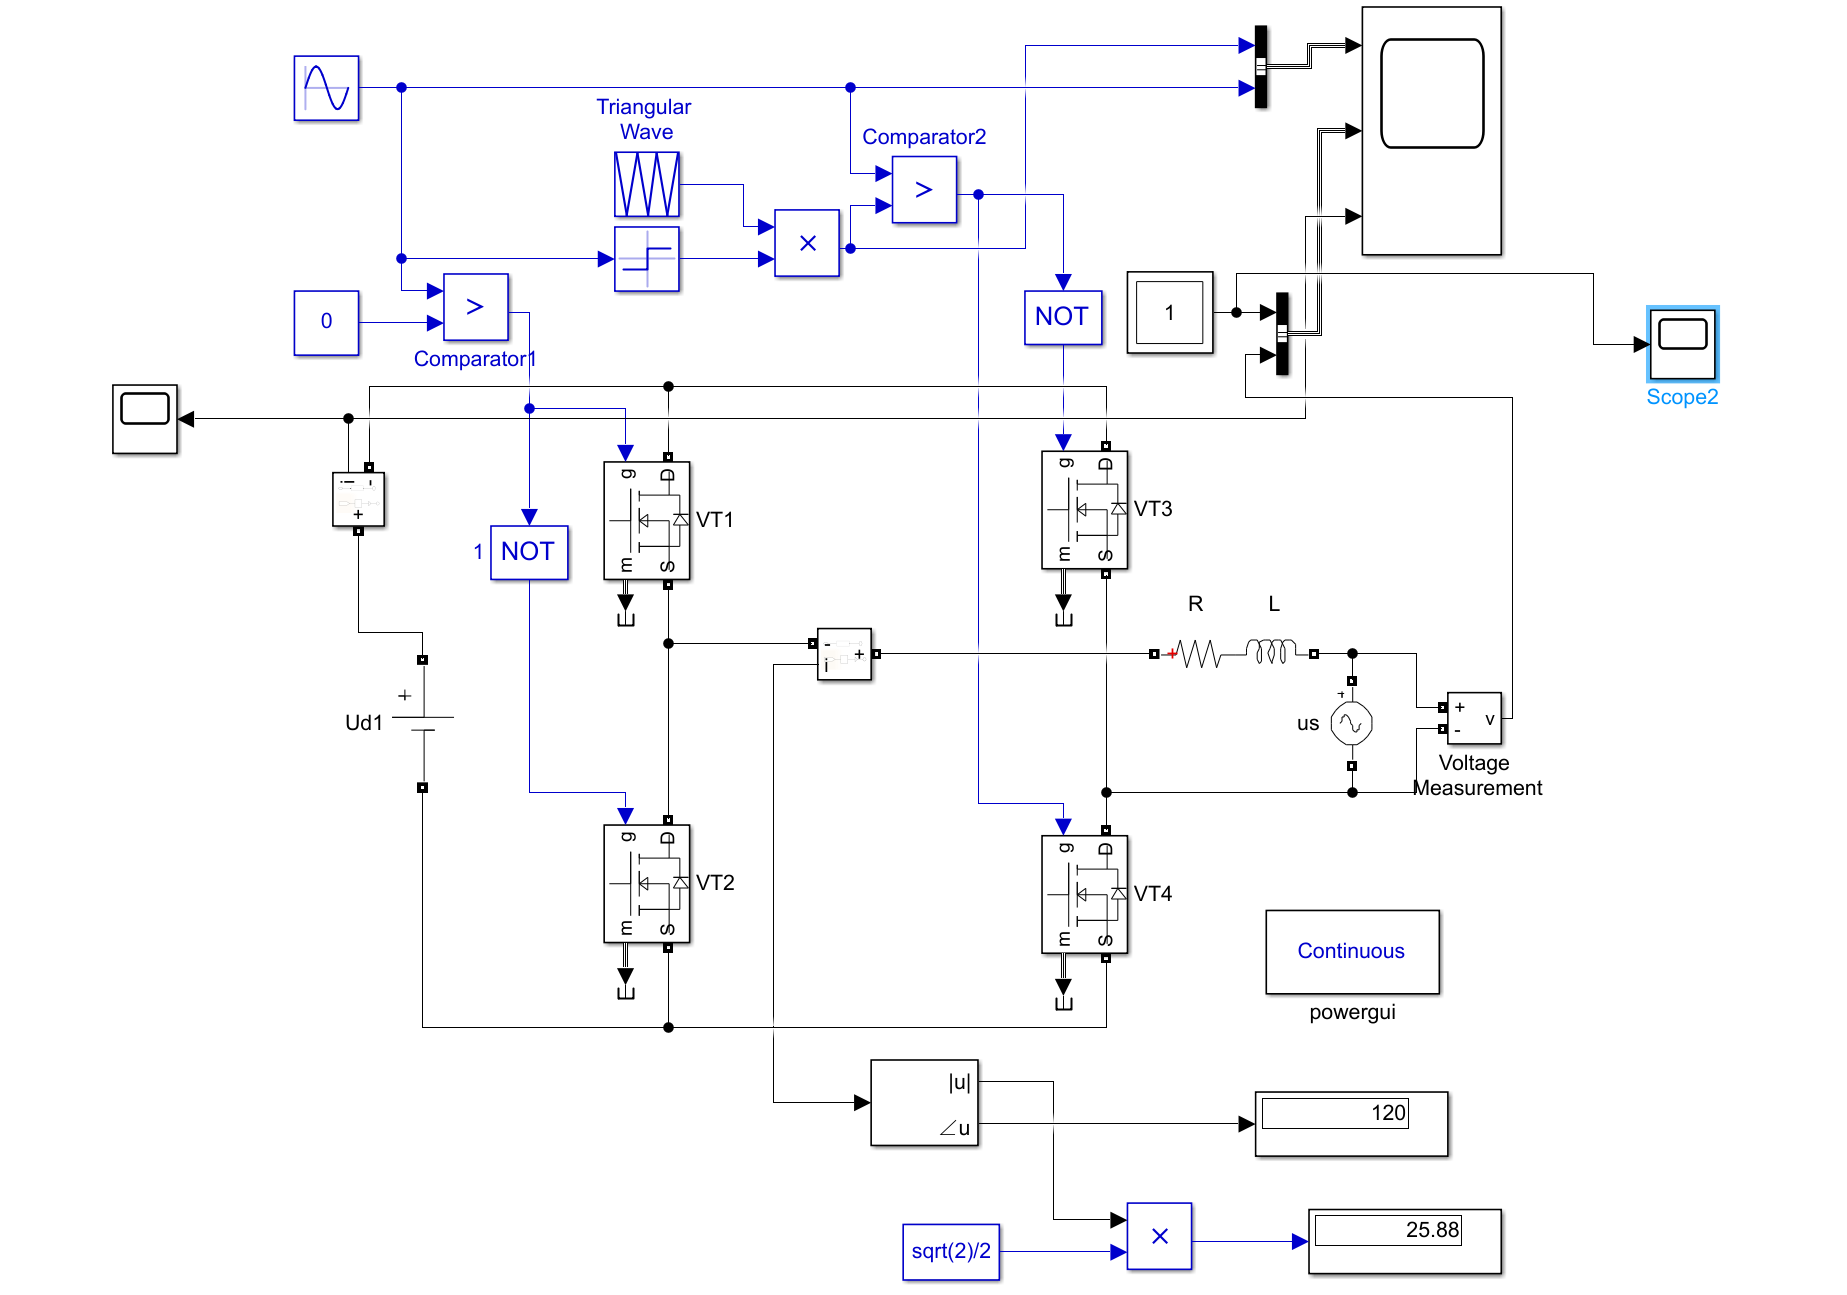 Triangular
Wave
Comparator2
>
×
0
>
Comparator1
NOT
1
Scope2
g
D
m
S
VT1
g
D
m
S
VT3
i
-
+
1
NOT
R
L
-
i
+
+
us
+
-
v
Voltage
Measurement
+
Ud1
g
D
m
S
VT2
g
D
m
S
VT4
Continuous
powergui
|u|
∠u
120
sqrt(2)/2
×
25.88